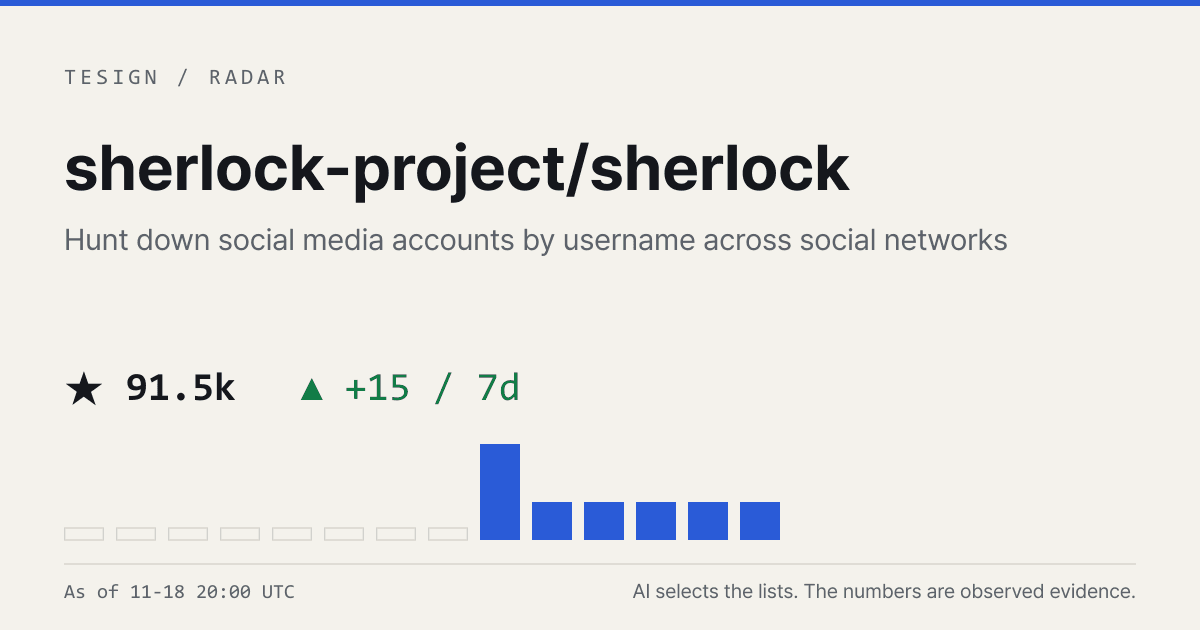 TESIGN / RADAR
sherlock-project/sherlock
Hunt down social media accounts by username across social networks
★ 91.5k ▲ +15 / 7d
As of 11-18 20:00 UTC
AI selects the lists. The numbers are observed evidence.